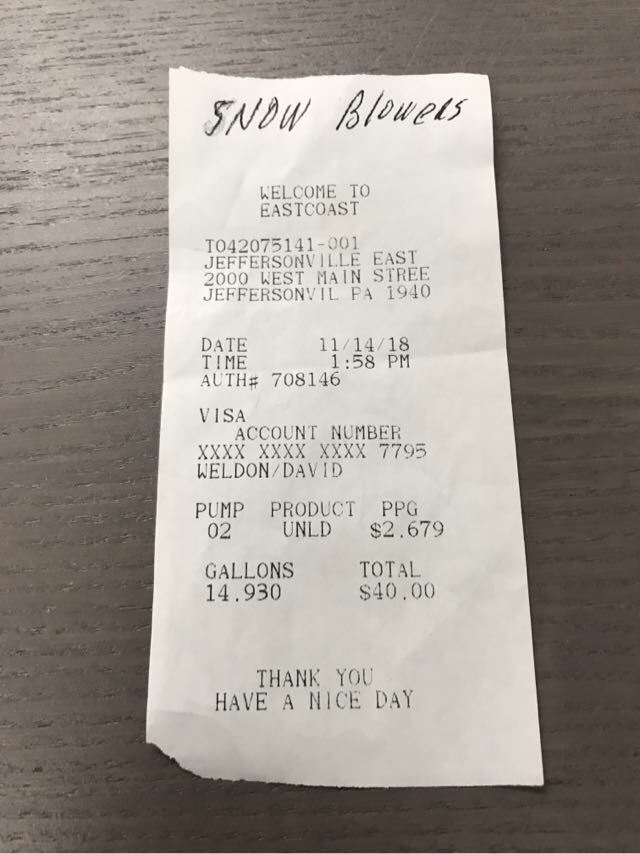 SNOW Blowers
WELCOME TO
EASTCOAST
T042075141-001
JEFFERSONVILLE EAST
2000 WEST MAIN STREE
JEFFERSONVIL PA 1940
DATE 11/14/18
TIME 1:58 PM
AUTH# 708146
VISA
ACCOUNT NUMBER
XXXX XXXX XXXX 7795
WELDON/DAVID
PUMP PRODUCT PPG
02 UNLD $2.679
GALLONS TOTAL
14.930 $40.00
THANK YOU
HAVE A NICE DAY